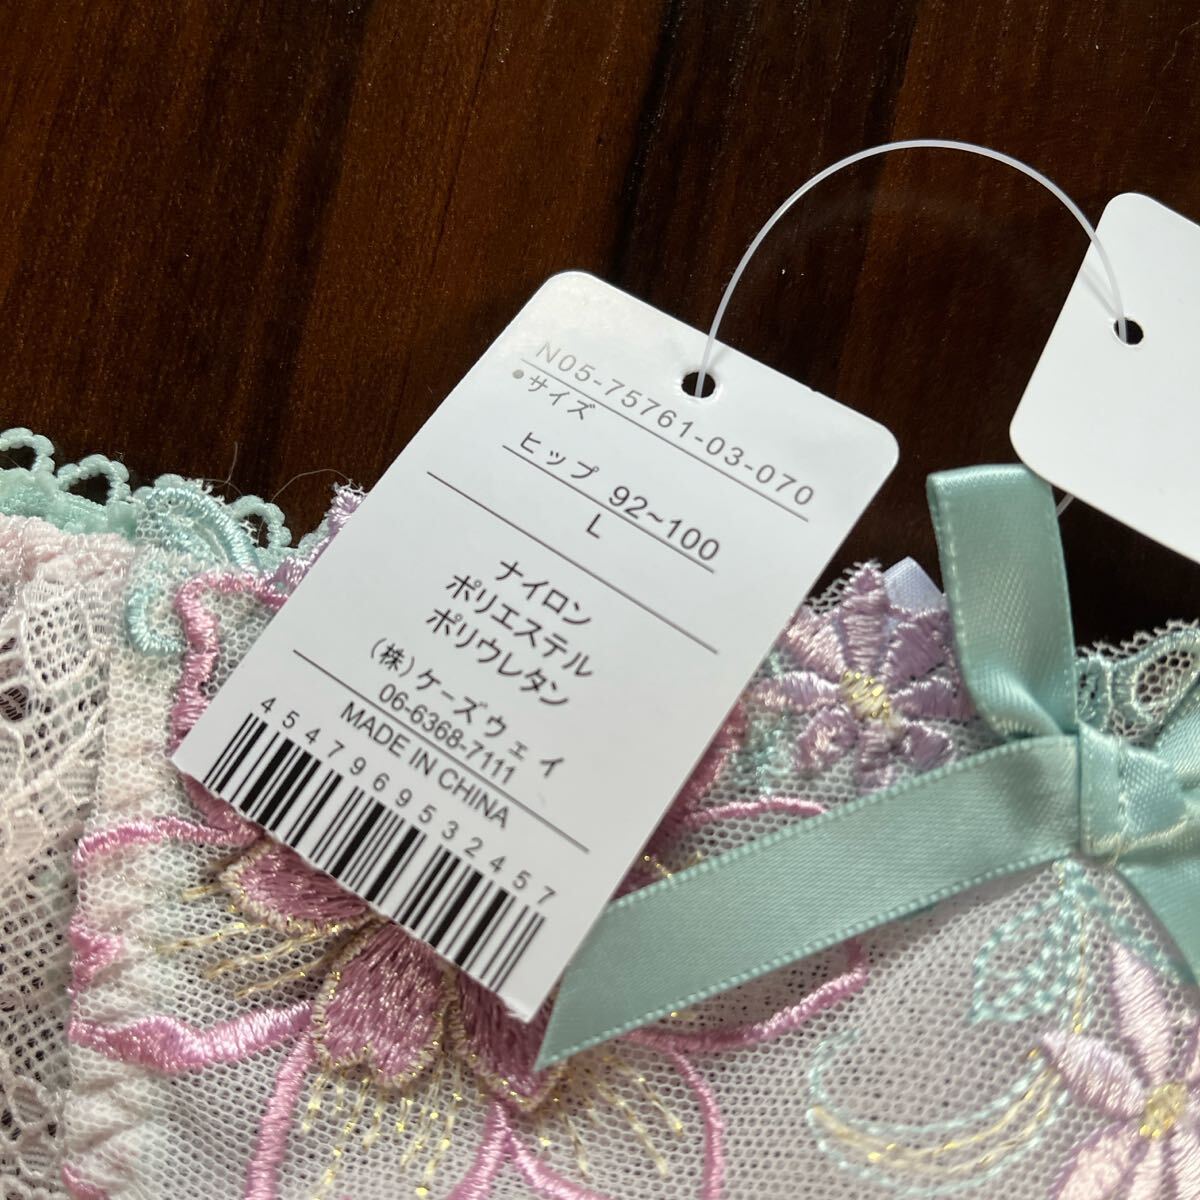 N05-75761-03-070
●サイズ
ヒップ 92~100
L
ナイロン
ポリエステル
ポリウレタン
(株)ケーズウェイ
06-6368-7111
MADE IN CHINA
4547969532457